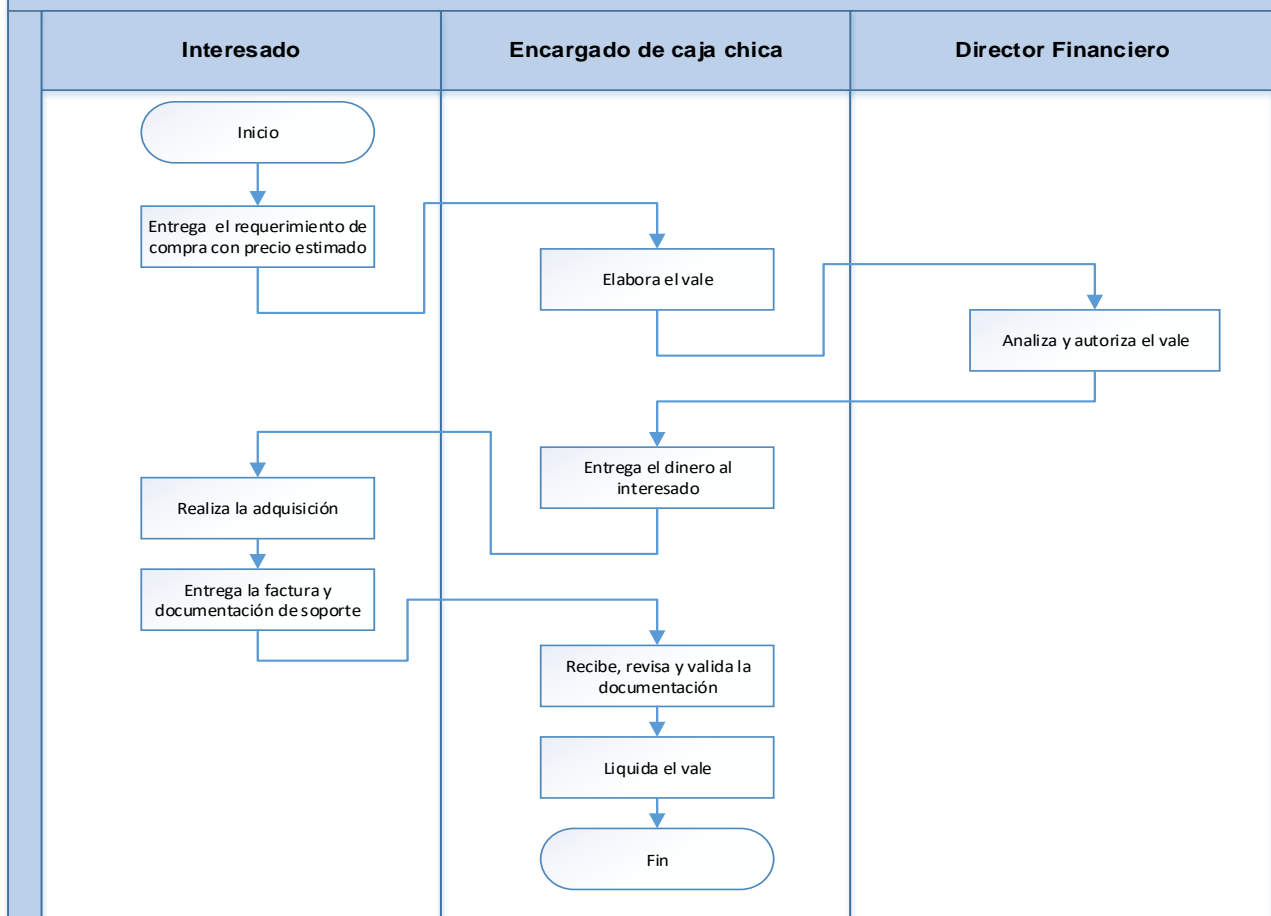 Interesado
Encargado de caja chica
Director Financiero
Inicio
Entrega el requerimiento de
compra con precio estimado
Elabora el vale
Analiza y autoriza el vale
Entrega el dinero al
interesado
Realiza la adquisición
Entrega la factura y
documentación de soporte
Recibe, revisa y valida la
documentación
Liquida el vale
Fin